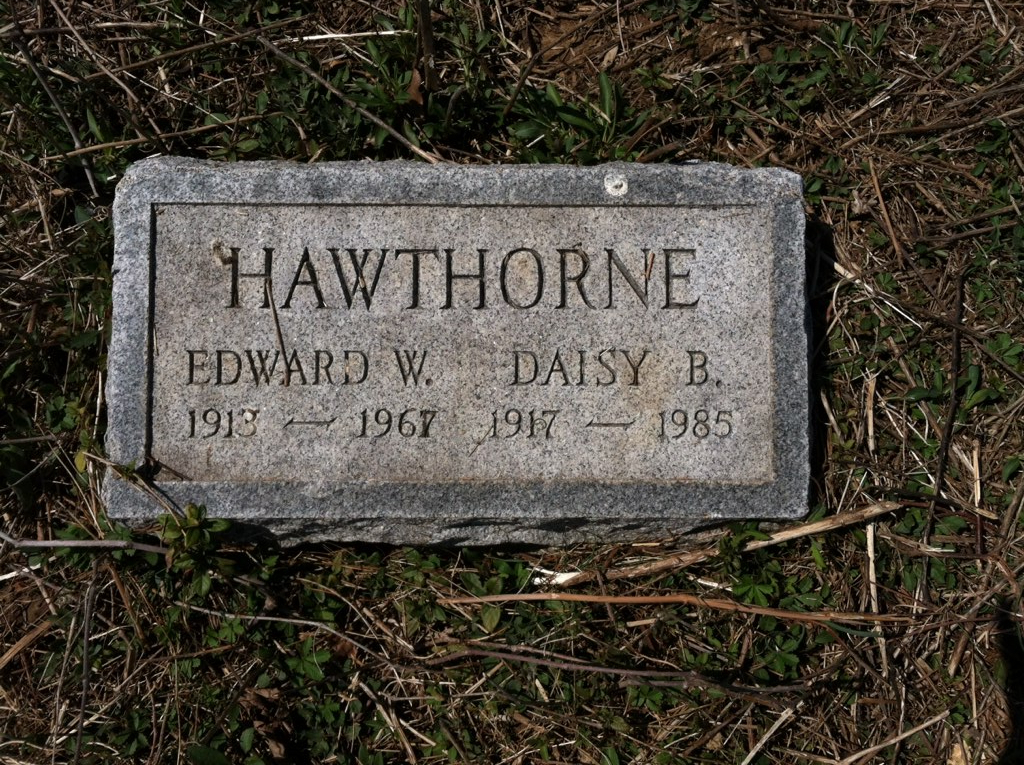 HAWTHORNE
EDWARD W. DAISY B.
1913 — 1967 1917 — 1985